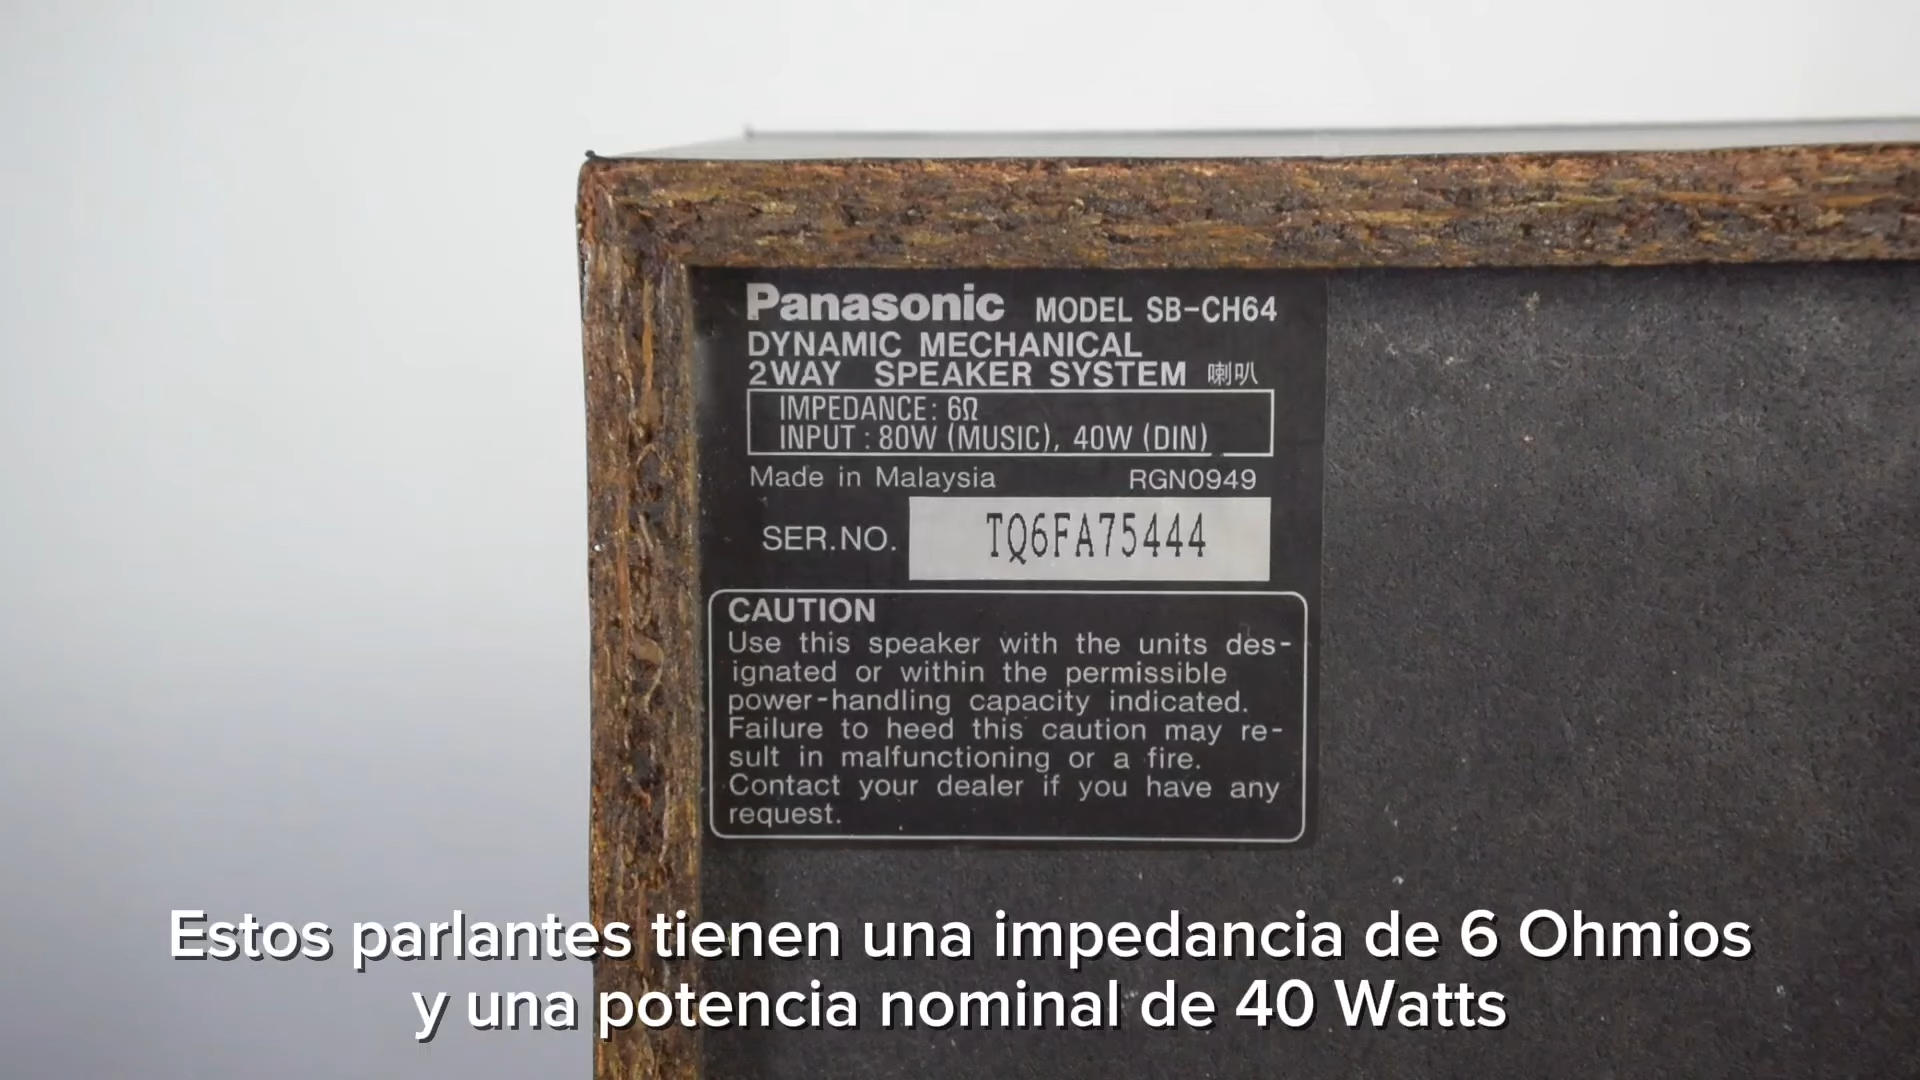 Panasonic MODEL SB-CH64
DYNAMIC MECHANICAL
2WAY SPEAKER SYSTEM 喇叭
IMPEDANCE: 6Ω
INPUT : 80W (MUSIC), 40W (DIN)
Made in Malaysia RGN0949
SER.NO. TQ6FA75444
CAUTION
Use this speaker with the units des-
ignated or within the permissible
power-handling capacity indicated.
Failure to heed this caution may re-
sult in malfunctioning or a fire.
Contact your dealer if you have any
request.
Estos parlantes tienen una impedancia de 6 Ohmios
y una potencia nominal de 40 Watts